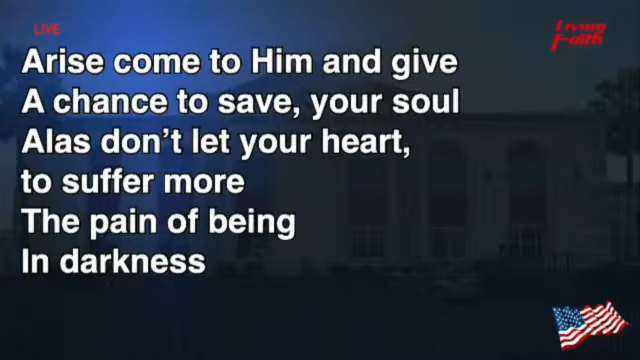 LIVE
Living
Faith
Arise come to Him and give
A chance to save, your soul
Alas don't let your heart,
to suffer more
The pain of being
In darkness